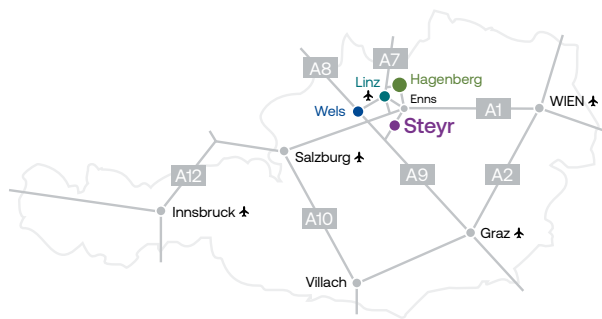 A7
A8
Hagenberg
Linz
Enns
WIEN
Wels
A1
Steyr
Salzburg
A12
A9
A2
Innsbruck
A10
Graz
Villach